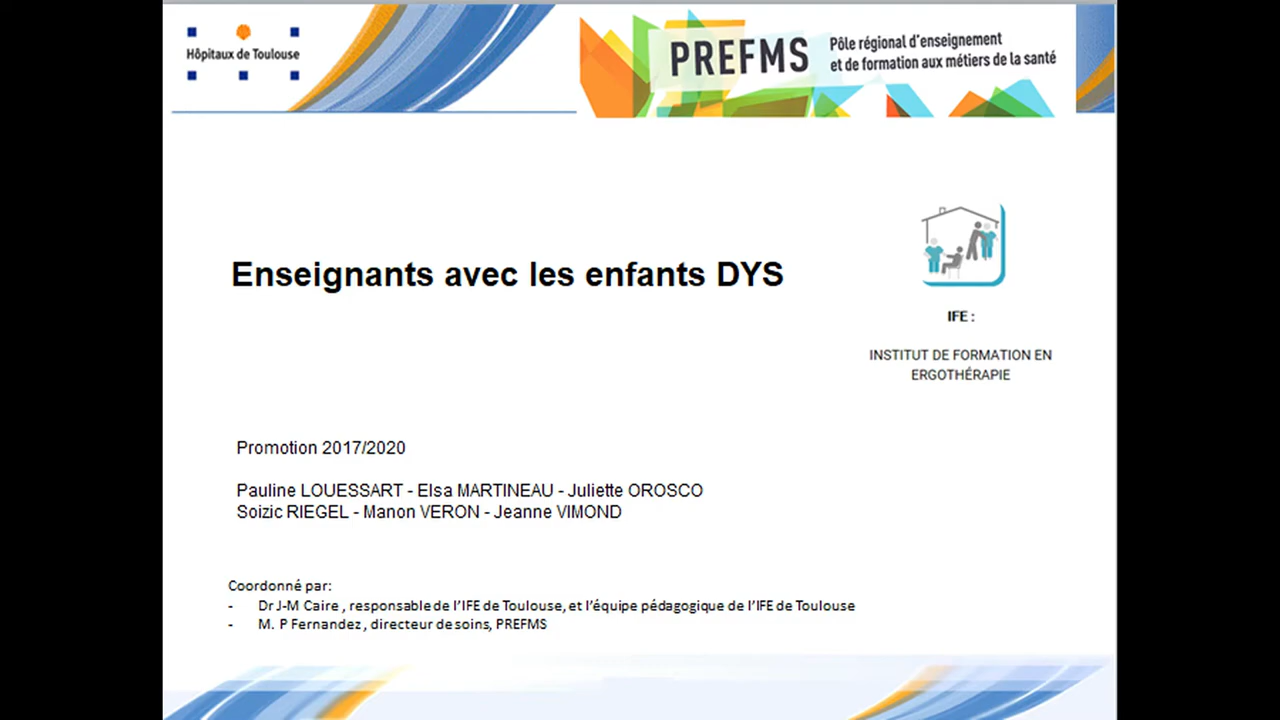 Hôpitaux de Toulouse
PREFMS
Pôle régional d'enseignement
et de formation aux métiers de la santé
Enseignants avec les enfants DYS
IFE :
INSTITUT DE FORMATION EN
ERGOTHÉRAPIE
Promotion 2017/2020
Pauline LOUESSART - Elsa MARTINEAU - Juliette OROSCO
Soizic RIEGEL - Manon VERON - Jeanne VIMOND
Coordonné par:
- Dr J-M Caire , responsable de l'IFE de Toulouse, et l'équipe pédagogique de l'IFE de Toulouse
- M. P Fernandez , directeur de soins, PREFMS